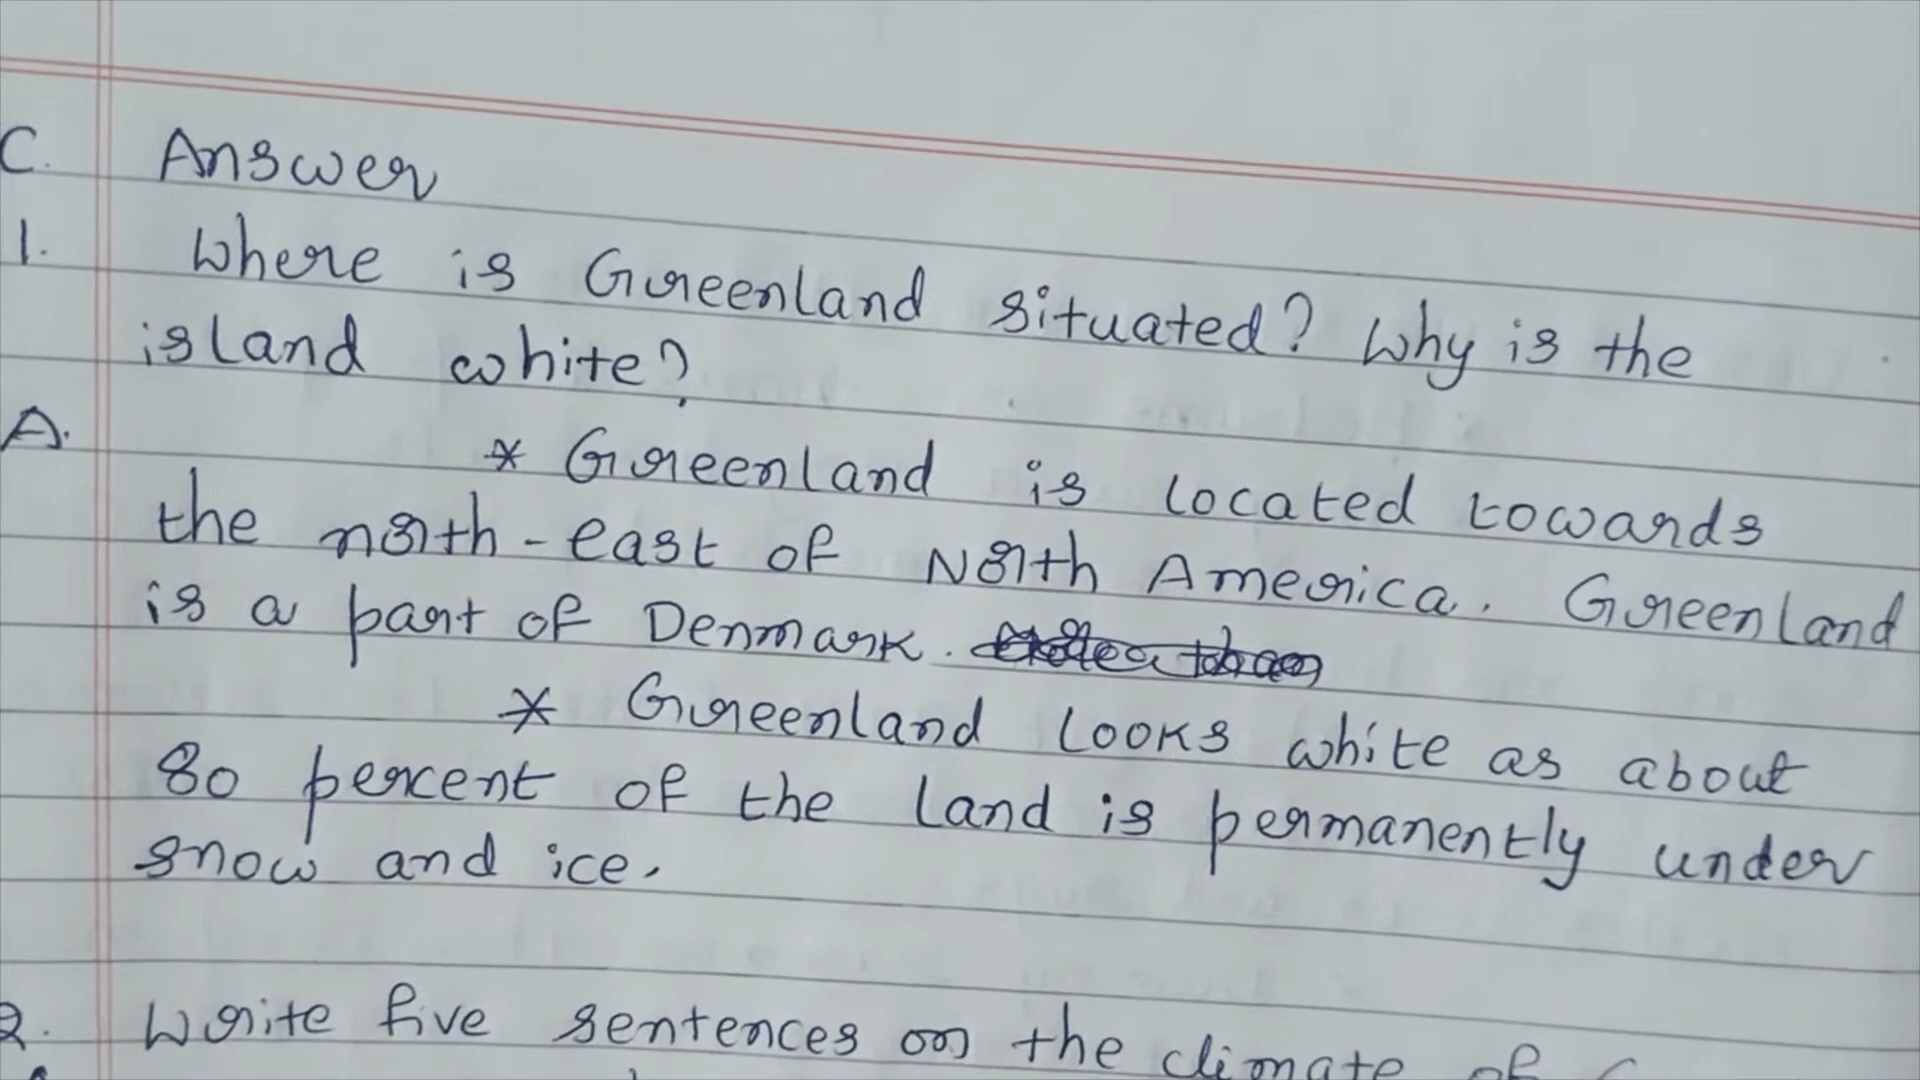 C. Answer
1. Where is Greenland situated? Why is the
island white?
A. * Greenland is located towards
the north-east of North America. Greenland
is a part of Denmark.
* Greenland looks white as about
80 percent of the land is permanently under
snow and ice.
2. Write five sentences on the climate of